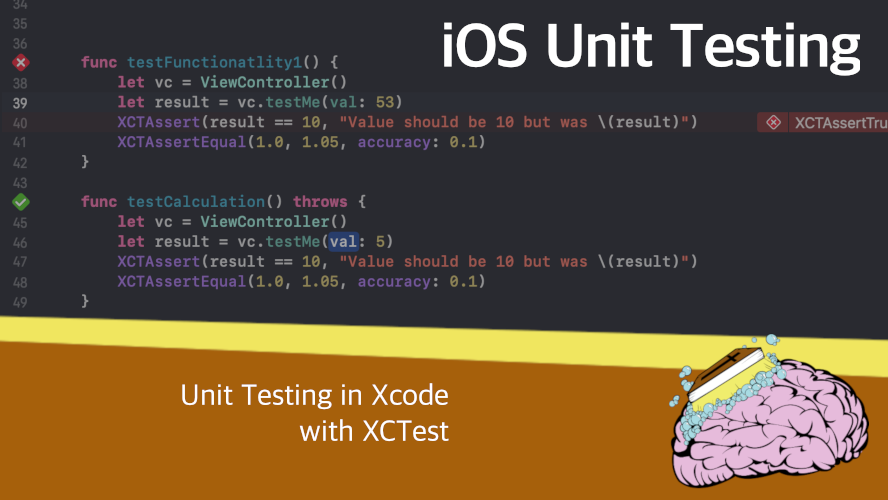 iOS Unit Testing
34
35
36
func testFunctionatlity1() {
38 let vc = ViewController()
39 let result = vc.testMe(val: 53)
40 XCTAssert(result == 10, "Value should be 10 but was \(result)") XCTAssertTru
41 XCTAssertEqual(1.0, 1.05, accuracy: 0.1)
42 }
43
func testCalculation() throws {
45 let vc = ViewController()
46 let result = vc.testMe(val: 5)
47 XCTAssert(result == 10, "Value should be 10 but was \(result)")
48 XCTAssertEqual(1.0, 1.05, accuracy: 0.1)
49 }
Unit Testing in Xcode
with XCTest